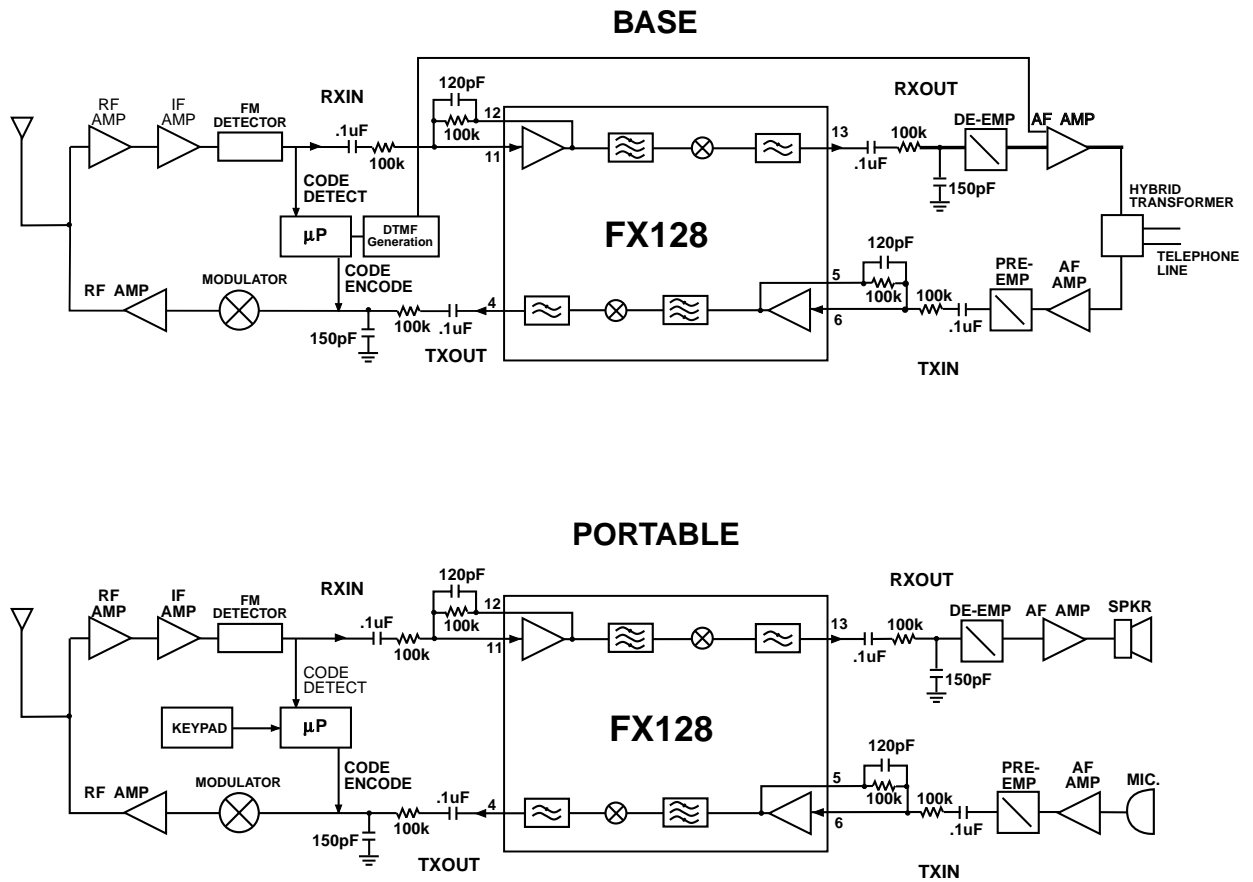 BASE
120pF
RXIN
RXOUT
RF
AMP
IF
AMP
FM
DETECTOR
.1uF
12
100k
13
100k
DE-EMP
AF AMP
100k
11
.1uF
150pF
CODE
DETECT
HYBRID
TRANSFORMER
µP
DTMF
Generation
FX128
120pF
TELEPHONE
LINE
CODE
ENCODE
5
PRE-
EMP
AF
AMP
MODULATOR
RF AMP
4
100k
100k
6
150pF
100k
.1uF
.1uF
TXOUT
TXIN
PORTABLE
120pF
RXIN
RXOUT
RF
AMP
IF
AMP
FM
DETECTOR
.1uF
12
100k
13
100k
DE-EMP
AF AMP
SPKR
100k
11
.1uF
150pF
CODE
DETECT
KEYPAD
µP
FX128
120pF
CODE
ENCODE
5
PRE-
EMP
AF
AMP
MIC.
MODULATOR
RF AMP
.1uF
4
100k
100k
6
150pF
100k
.1uF
TXOUT
TXIN